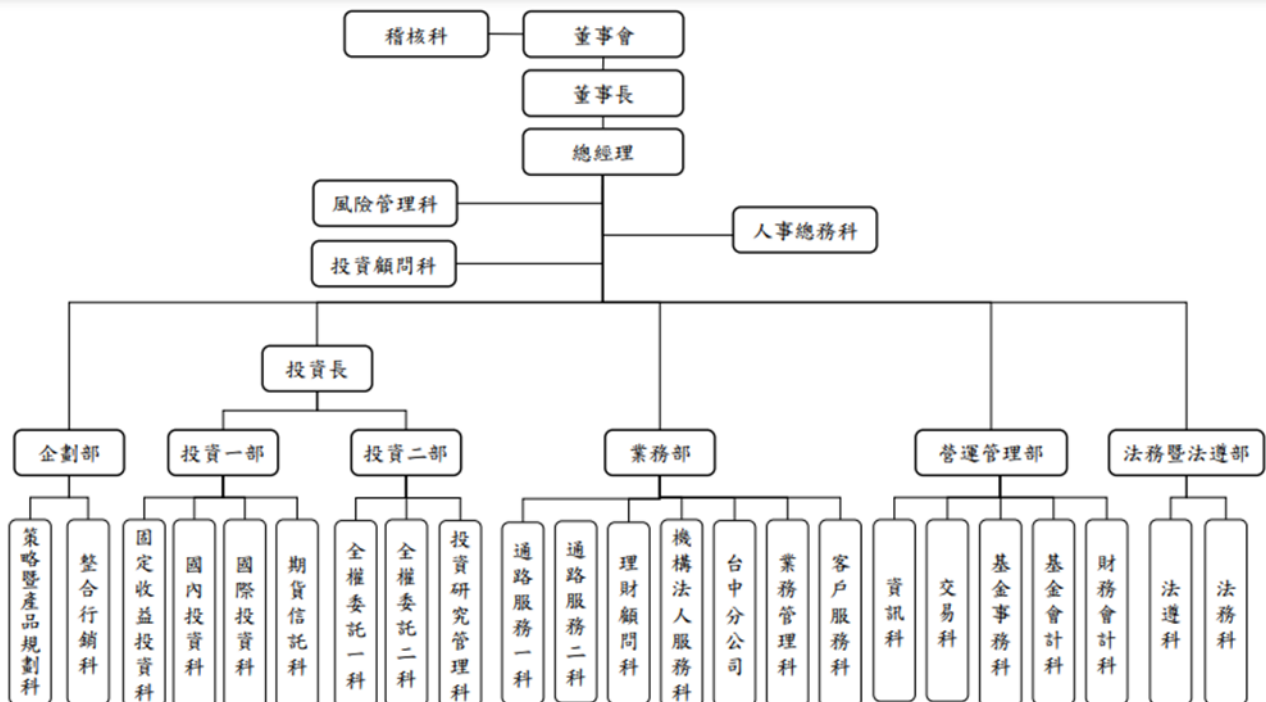 稽核科
董事會
董事長
總經理
風險管理科
人事總務科
投資顧問科
投資長
企劃部
投資一部
投資二部
業務部
營運管理部
法務暨法遵部
策略暨產品規劃科
整合行銷科
固定收益投資科
國內投資科
國際投資科
期貨信託科
全權委託一科
全權委託二科
投資研究管理科
通路服務一科
通路服務二科
理財顧問科
機構法人服務科
台中分公司
業務管理科
客戶服務科
資訊科
交易科
基金事務科
基金會計科
財務會計科
法遵科
法務科